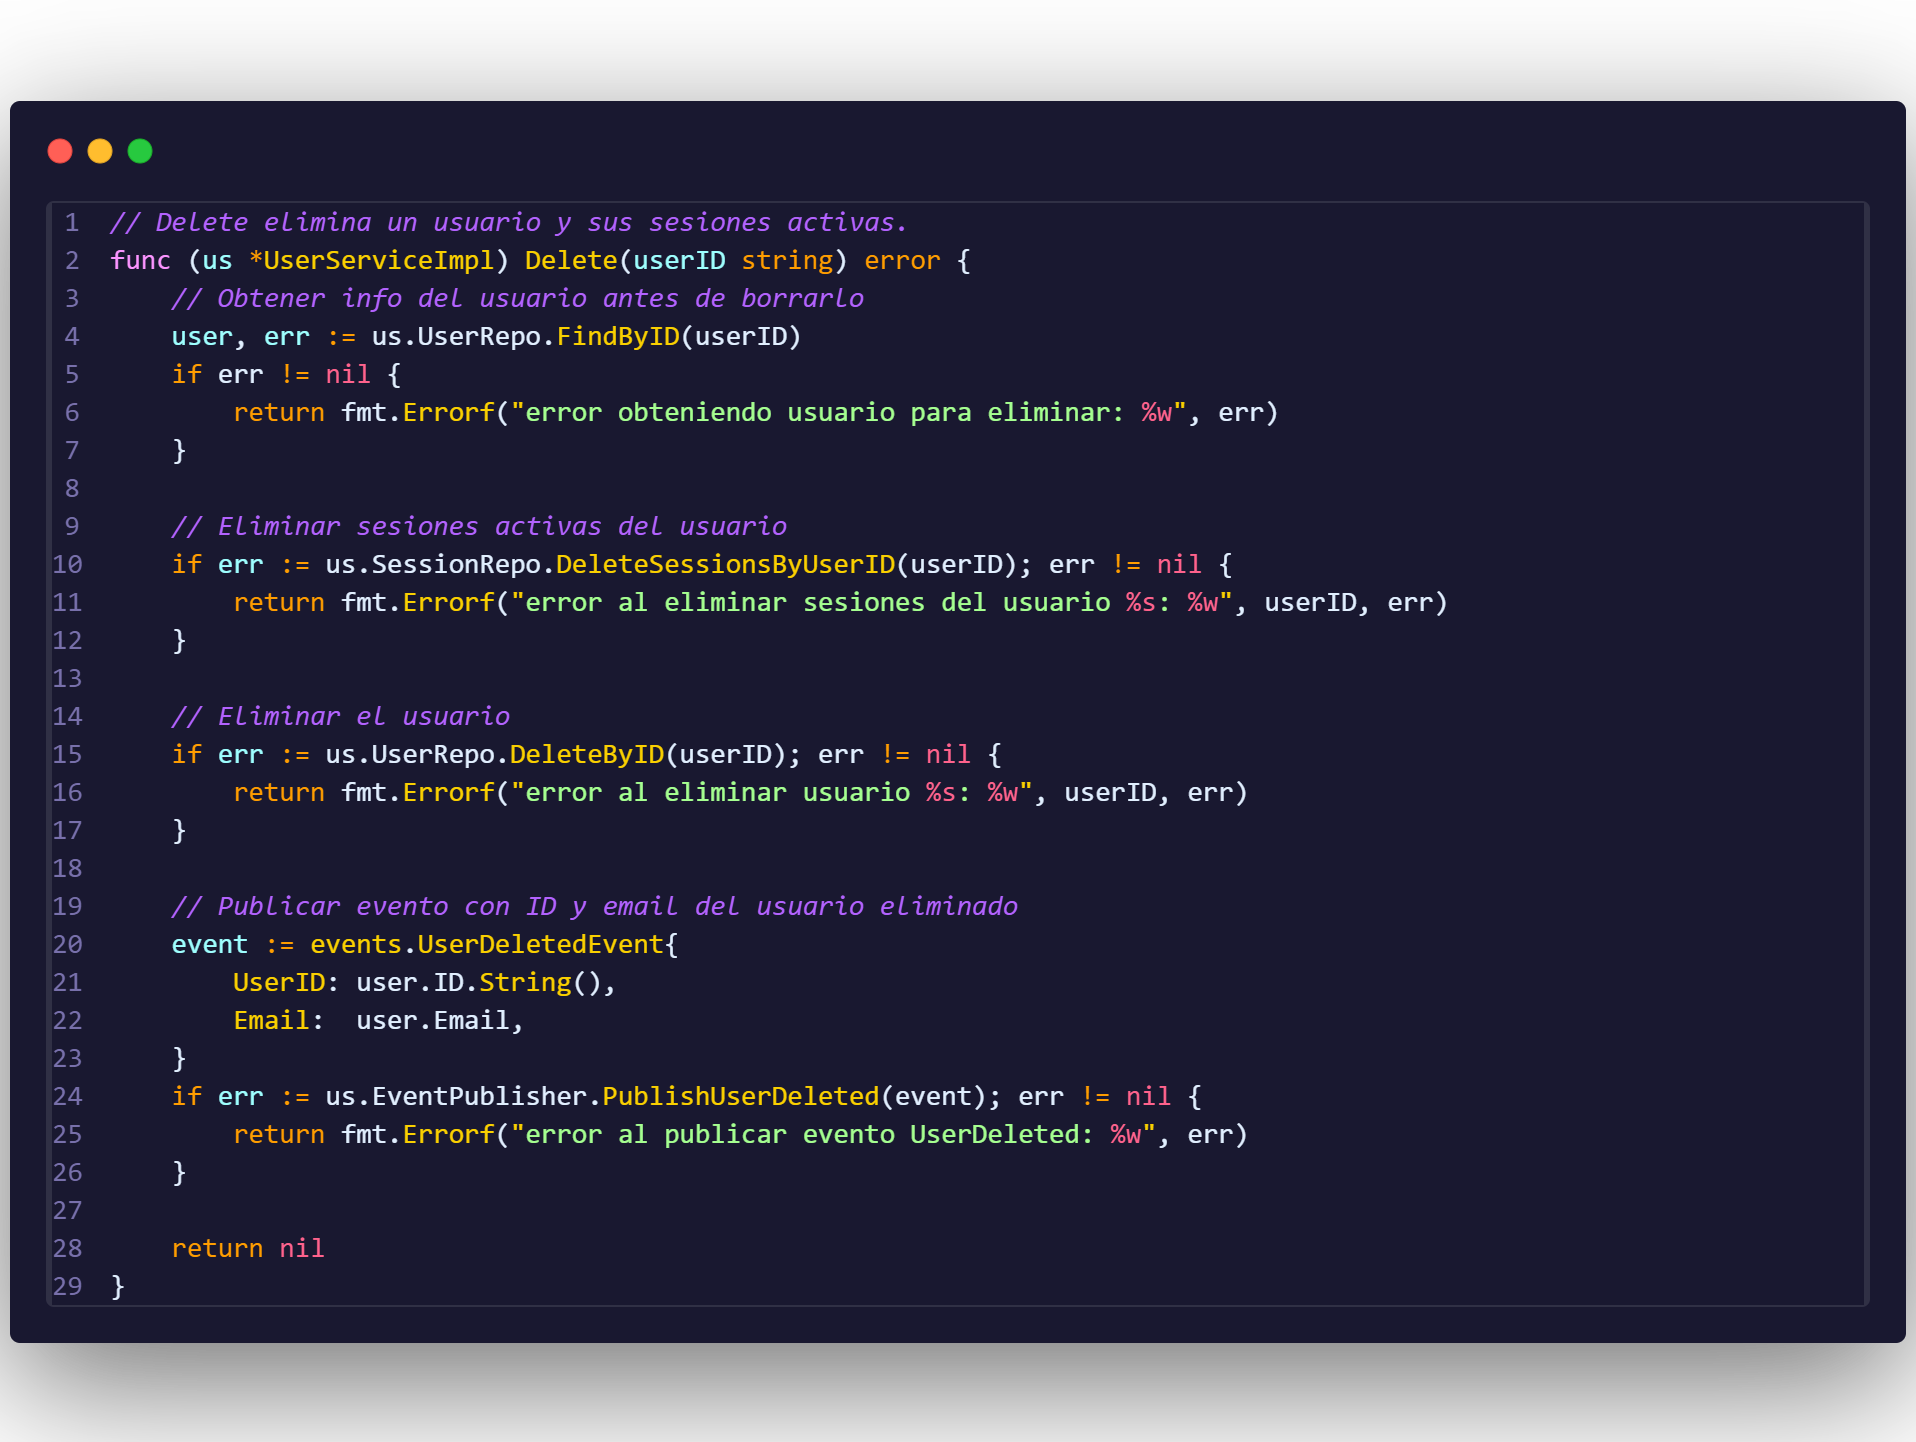 1 // Delete elimina un usuario y sus sesiones activas.
2 func (us *UserServiceImpl) Delete(userID string) error {
3     // Obtener info del usuario antes de borrarlo
4     user, err := us.UserRepo.FindByID(userID)
5     if err != nil {
6         return fmt.Errorf("error obteniendo usuario para eliminar: %w", err)
7     }
8
9     // Eliminar sesiones activas del usuario
10     if err := us.SessionRepo.DeleteSessionsByUserID(userID); err != nil {
11         return fmt.Errorf("error al eliminar sesiones del usuario %s: %w", userID, err)
12     }
13
14     // Eliminar el usuario
15     if err := us.UserRepo.DeleteByID(userID); err != nil {
16         return fmt.Errorf("error al eliminar usuario %s: %w", userID, err)
17     }
18
19     // Publicar evento con ID y email del usuario eliminado
20     event := events.UserDeletedEvent{
21         UserID: user.ID.String(),
22         Email:  user.Email,
23     }
24     if err := us.EventPublisher.PublishUserDeleted(event); err != nil {
25         return fmt.Errorf("error al publicar evento UserDeleted: %w", err)
26     }
27
28     return nil
29 }